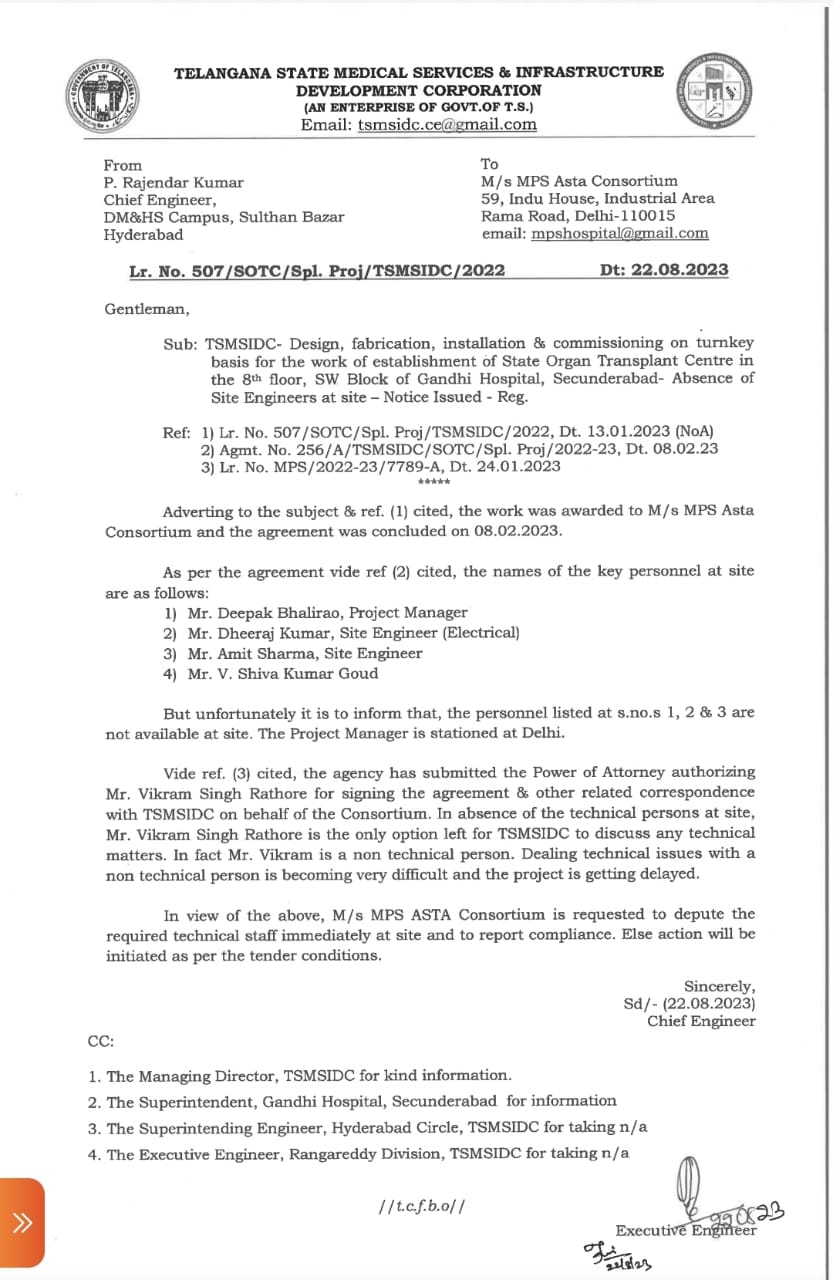 TELANGANA STATE MEDICAL SERVICES & INFRASTRUCTURE
DEVELOPMENT CORPORATION
(AN ENTERPRISE OF GOVT.OF T.S.)
Email: tsmsidc.ce@gmail.com
From
P. Rajendar Kumar
Chief Engineer,
DM&HS Campus, Sulthan Bazar
Hyderabad
To
M/s MPS Asta Consortium
59, Indu House, Industrial Area
Rama Road, Delhi-110015
email: mpshospital@gmail.com
Lr. No. 507/SOTC/Spl. Proj/TSMSIDC/2022 Dt: 22.08.2023
Gentleman,
Sub: TSMSIDC- Design, fabrication, installation & commissioning on turnkey
basis for the work of establishment of State Organ Transplant Centre in
the 8th floor, SW Block of Gandhi Hospital, Secunderabad- Absence of
Site Engineers at site – Notice Issued - Reg.
Ref: 1) Lr. No. 507/SOTC/Spl. Proj/TSMSIDC/2022, Dt. 13.01.2023 (NoA)
2) Agmt. No. 256/A/TSMSIDC/SOTC/Spl. Proj/2022-23, Dt. 08.02.23
3) Lr. No. MPS/2022-23/7789-A, Dt. 24.01.2023
*****
Adverting to the subject & ref. (1) cited, the work was awarded to M/s MPS Asta
Consortium and the agreement was concluded on 08.02.2023.
As per the agreement vide ref (2) cited, the names of the key personnel at site
are as follows:
1) Mr. Deepak Bhalirao, Project Manager
2) Mr. Dheeraj Kumar, Site Engineer (Electrical)
3) Mr. Amit Sharma, Site Engineer
4) Mr. V. Shiva Kumar Goud
But unfortunately it is to inform that, the personnel listed at s.no.s 1, 2 & 3 are
not available at site. The Project Manager is stationed at Delhi.
Vide ref. (3) cited, the agency has submitted the Power of Attorney authorizing
Mr. Vikram Singh Rathore for signing the agreement & other related correspondence
with TSMSIDC on behalf of the Consortium. In absence of the technical persons at site,
Mr. Vikram Singh Rathore is the only option left for TSMSIDC to discuss any technical
matters. In fact Mr. Vikram is a non technical person. Dealing technical issues with a
non technical person is becoming very difficult and the project is getting delayed.
In view of the above, M/s MPS ASTA Consortium is requested to depute the
required technical staff immediately at site and to report compliance. Else action will be
initiated as per the tender conditions.
Sincerely,
Sd/- (22.08.2023)
Chief Engineer
CC:
1. The Managing Director, TSMSIDC for kind information.
2. The Superintendent, Gandhi Hospital, Secunderabad for information
3. The Superintending Engineer, Hyderabad Circle, TSMSIDC for taking n/a
4. The Executive Engineer, Rangareddy Division, TSMSIDC for taking n/a
//t.c.f.b.o//
220823
Executive Engineer
22/8/23